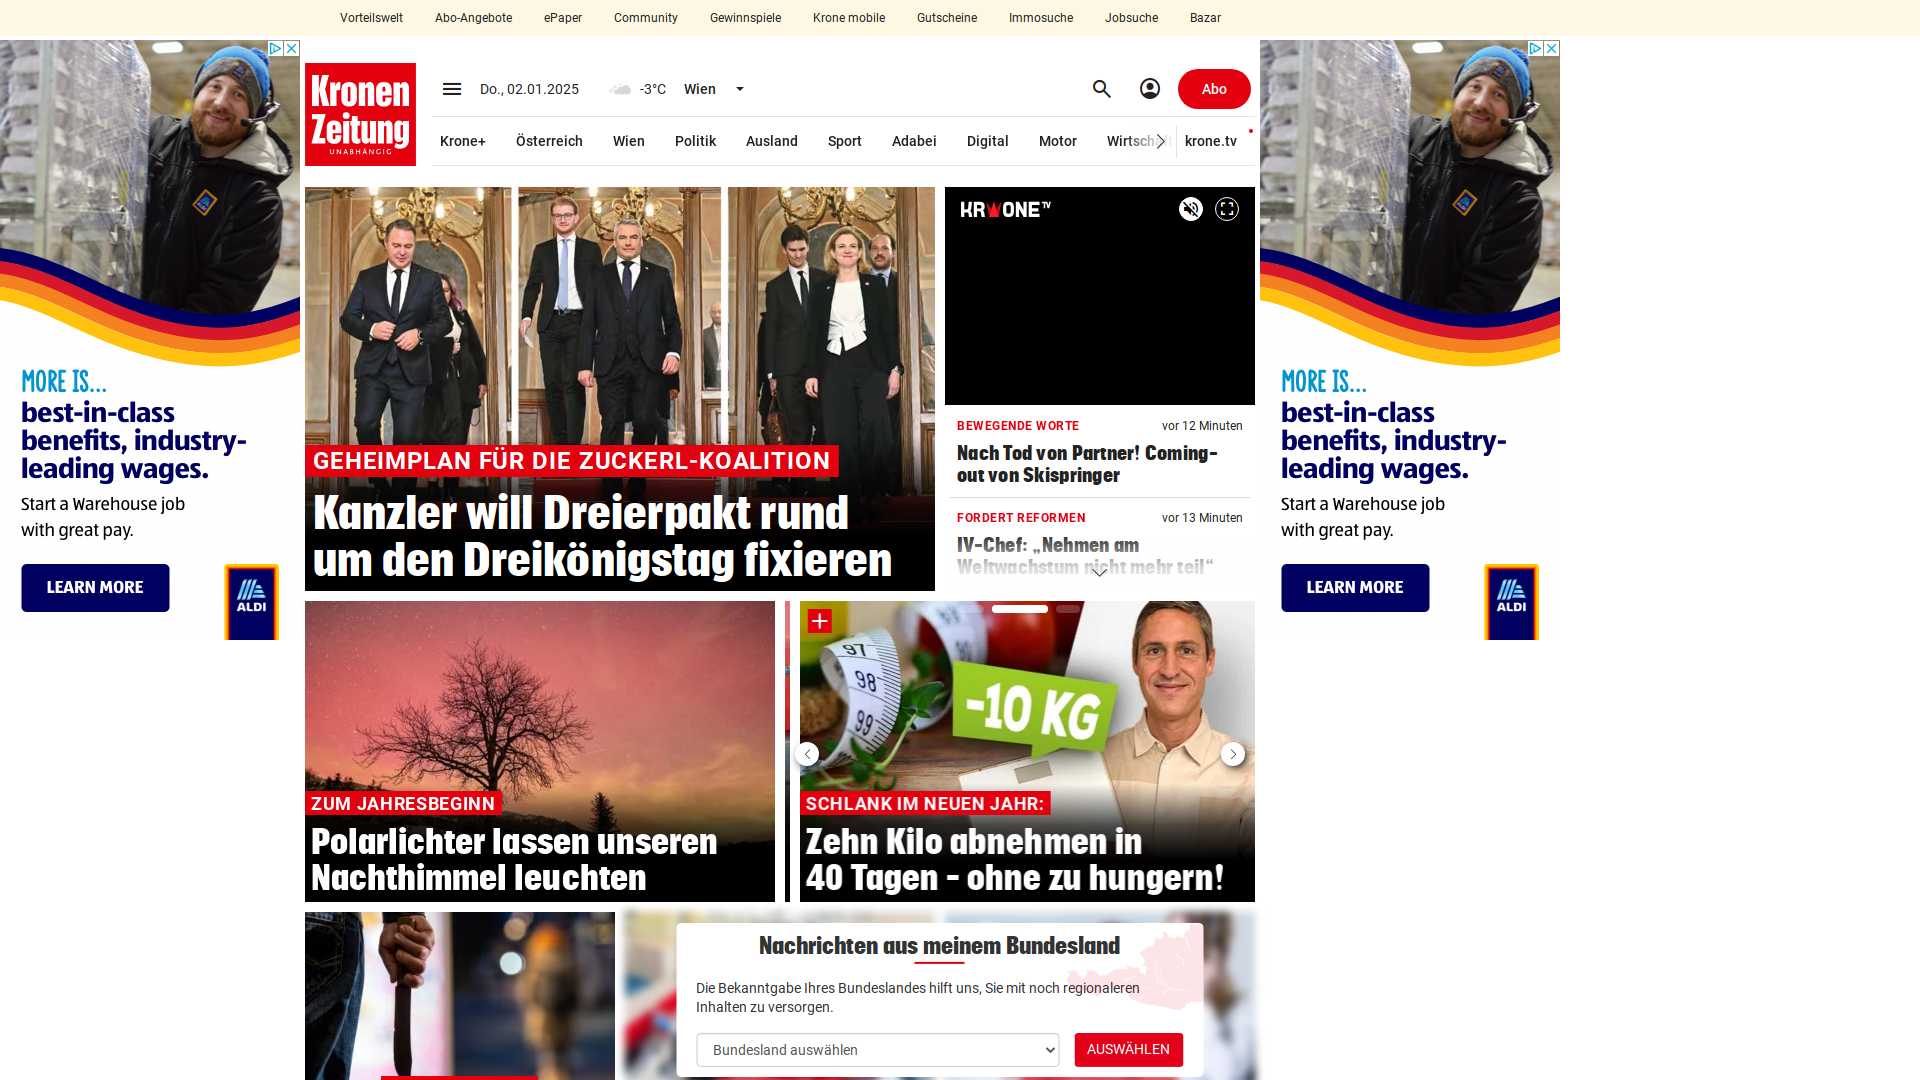 Vorteilswelt
Abo-Angebote
ePaper
Community
Gewinnspiele
Krone mobile
Gutscheine
Immosuche
Jobsuche
Bazar
Kronen
Zeitung
UNABHÄNGIG
Do., 02.01.2025
-3°C
Wien
Abo
Krone+
Österreich
Wien
Politik
Ausland
Sport
Adabei
Digital
Motor
Wirtschaft
krone.tv
MORE IS...
best-in-class
benefits, industry-
leading wages.
Start a Warehouse job
with great pay.
LEARN MORE
ALDI
GEHEIMPLAN FÜR DIE ZUCKERL-KOALITION
Kanzler will Dreierpakt rund
um den Dreikönigstag fixieren
KRONE TV
BEWEGENDE WORTE
vor 12 Minuten
Nach Tod von Partner! Coming-
out von Skispringer
FORDERT REFORMEN
vor 13 Minuten
IV-Chef: „Nehmen am
Weltwachstum nicht mehr teil“
MORE IS...
best-in-class
benefits, industry-
leading wages.
Start a Warehouse job
with great pay.
LEARN MORE
ALDI
ZUM JAHRESBEGINN
Polarlichter lassen unseren
Nachthimmel leuchten
97
98
99
-10 KG
SCHLANK IM NEUEN JAHR:
Zehn Kilo abnehmen in
40 Tagen – ohne zu hungern!
Nachrichten aus meinem Bundesland
Die Bekanntgabe Ihres Bundeslandes hilft uns, Sie mit noch regionaleren
Inhalten zu versorgen.
Bundesland auswählen
AUSWÄHLEN